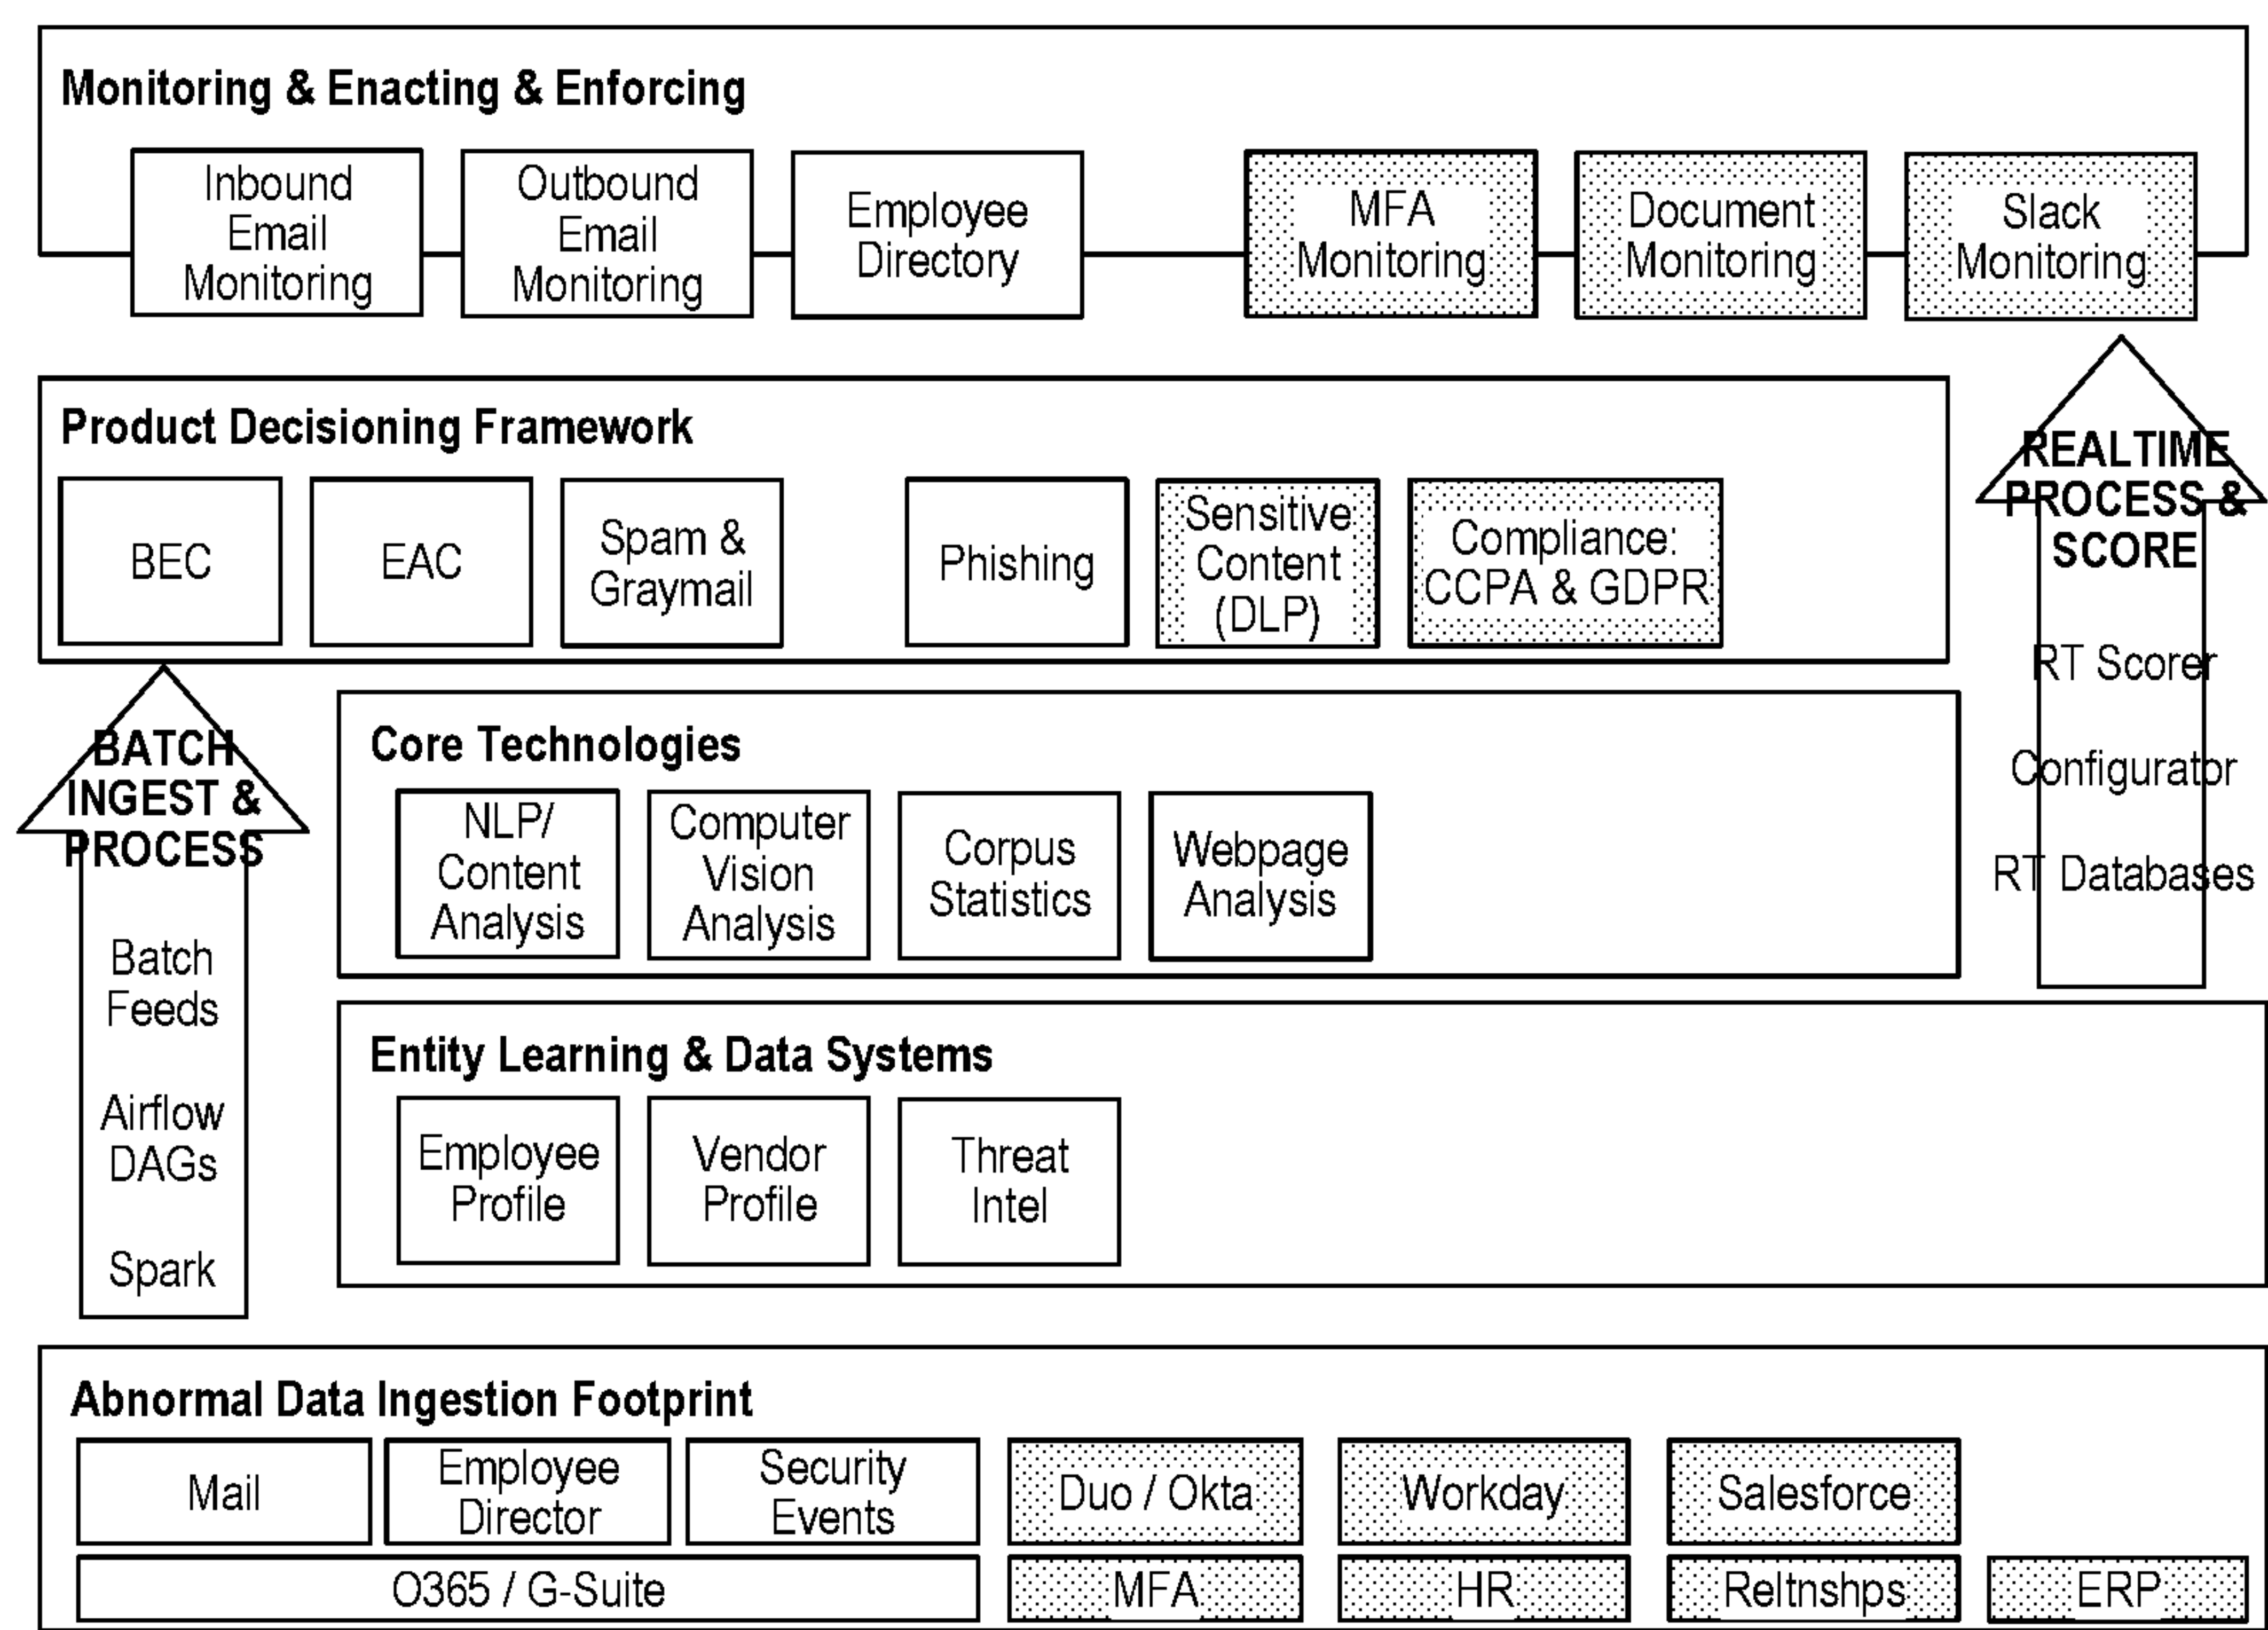 Monitoring & Enacting & Enforcing
Inbound
Email
Monitoring
Outbound
Email
Monitoring
Employee
Directory
MFA
Monitoring
Document
Monitoring
Slack
Monitoring
Product Decisioning Framework
BEC
EAC
Spam &
Graymail
Phishing
Sensitive
Content
(DLP)
Compliance:
CCPA & GDPR
REALTIME
PROCESS &
SCORE
RT Scorer
Configurator
RT Databases
BATCH
INGEST &
PROCESS
Batch
Feeds
Airflow
DAGs
Spark
Core Technologies
NLP/
Content
Analysis
Computer
Vision
Analysis
Corpus
Statistics
Webpage
Analysis
Entity Learning & Data Systems
Employee
Profile
Vendor
Profile
Threat
Intel
Abnormal Data Ingestion Footprint
Mail
Employee
Director
Security
Events
Duo / Okta
Workday
Salesforce
O365 / G-Suite
MFA
HR
Reltnshps
ERP